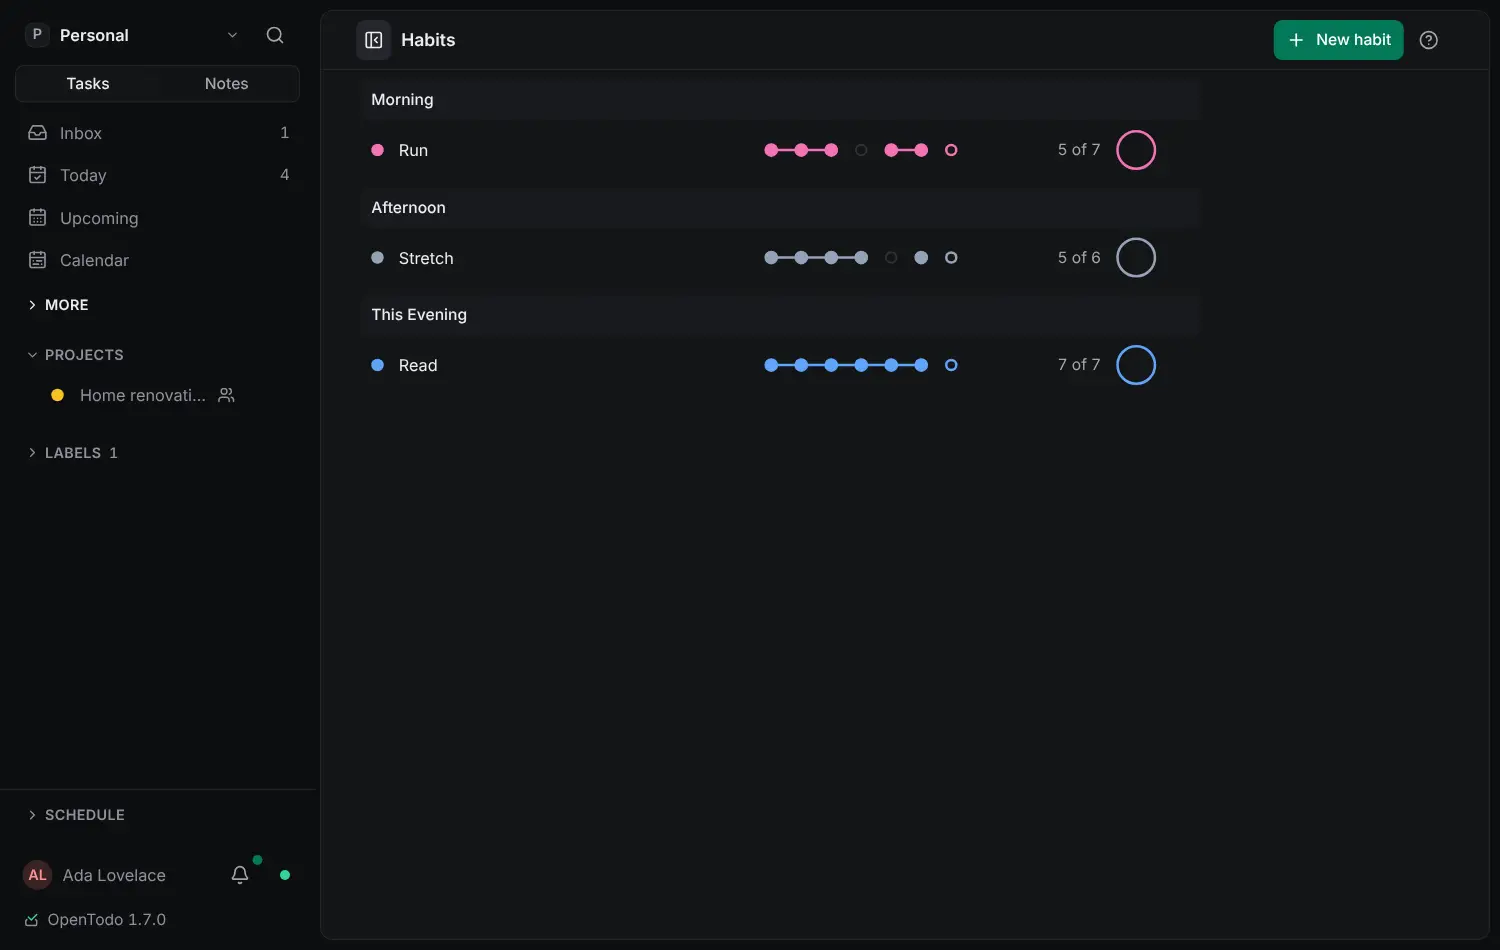 P Personal
Tasks Notes
Inbox 1
Today 4
Upcoming
Calendar
MORE
PROJECTS
Home renovati...
LABELS 1
SCHEDULE
AL Ada Lovelace
OpenTodo 1.7.0
Habits
New habit
Morning
Run 5 of 7
Afternoon
Stretch 5 of 6
This Evening
Read 7 of 7